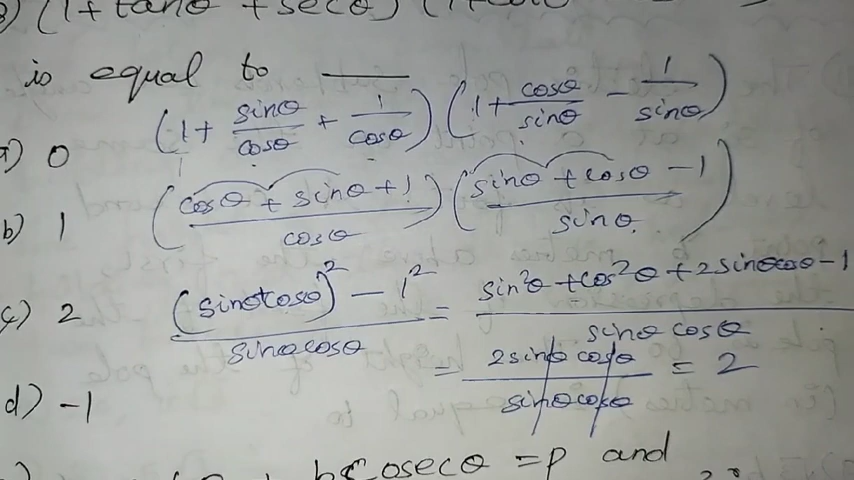 (1+tanθ+secθ) (1+cot
is equal to ____
(1 + sinθ/cosθ + 1/cosθ) (1 + cosθ/sinθ - 1/sinθ)
a) 0
((cosθ + sinθ + 1)/cosθ) ((sinθ + cosθ - 1)/sinθ)
b) 1
((sinθ+cosθ)² - 1²)/(sinθcosθ) = (sin²θ + cos²θ + 2sinθcosθ - 1)/(sinθ cosθ)
c) 2
= (2sinθ cosθ)/(sinθcosθ) = 2
d) -1
cosecθ = p and